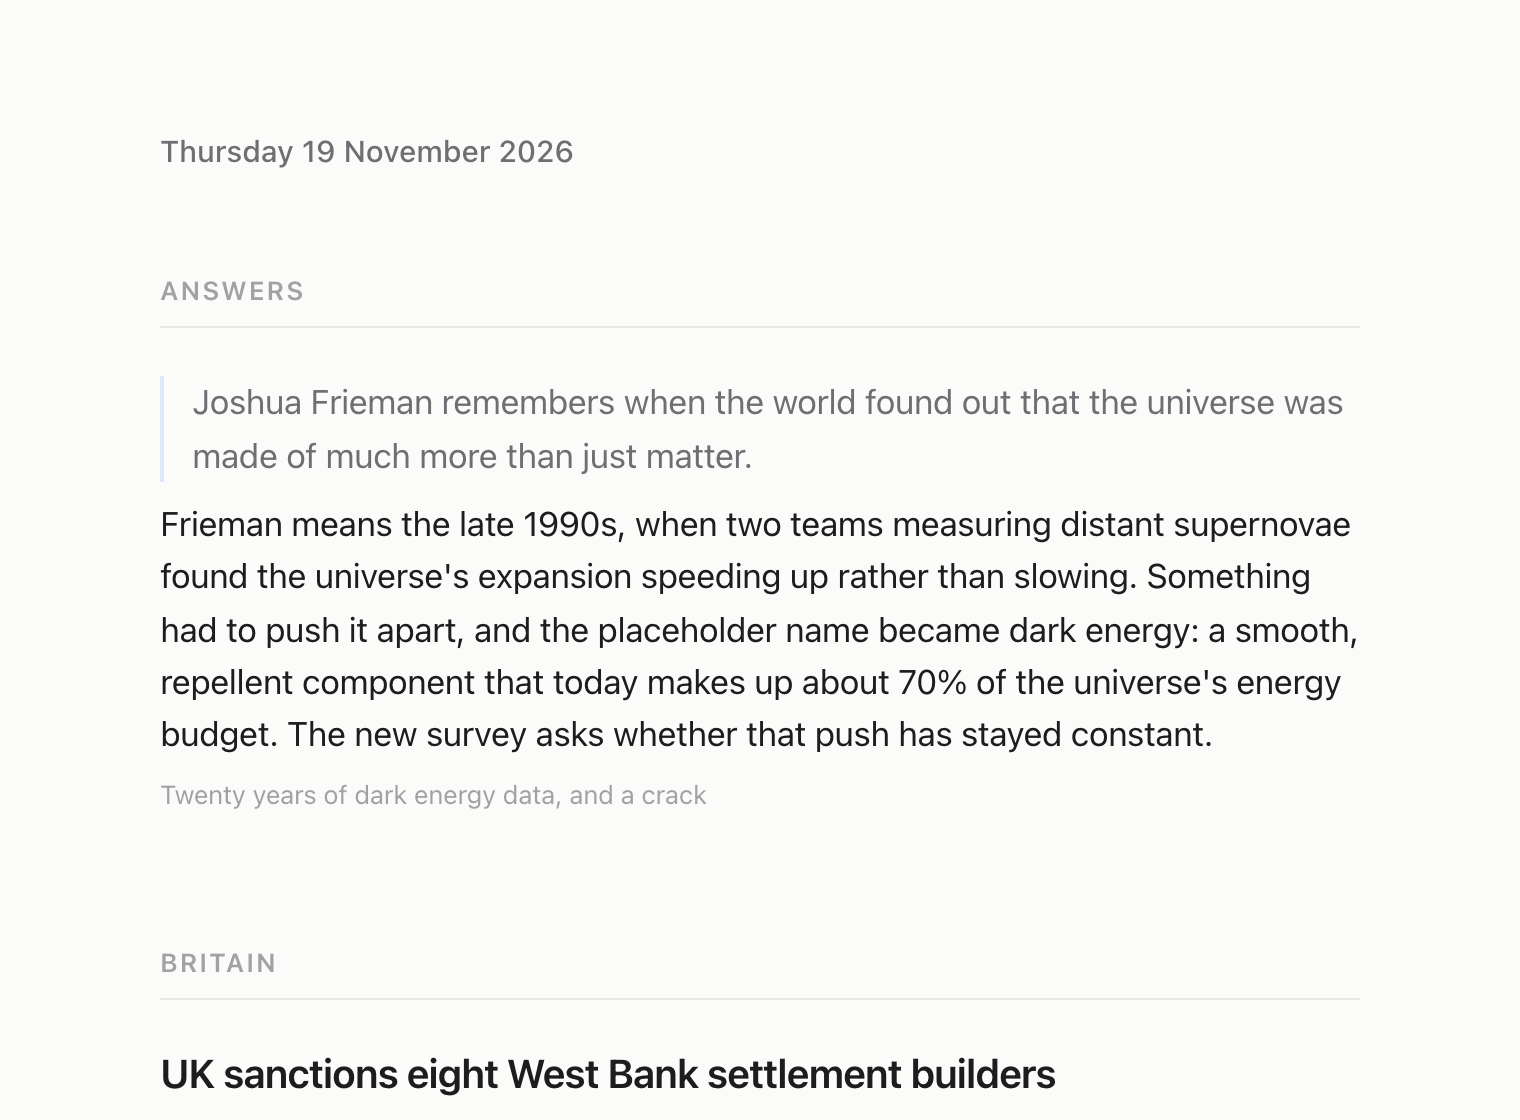 Thursday 19 November 2026
ANSWERS
Joshua Frieman remembers when the world found out that the universe was
made of much more than just matter.
Frieman means the late 1990s, when two teams measuring distant supernovae
found the universe's expansion speeding up rather than slowing. Something
had to push it apart, and the placeholder name became dark energy: a smooth,
repellent component that today makes up about 70% of the universe's energy
budget. The new survey asks whether that push has stayed constant.
Twenty years of dark energy data, and a crack
BRITAIN
UK sanctions eight West Bank settlement builders